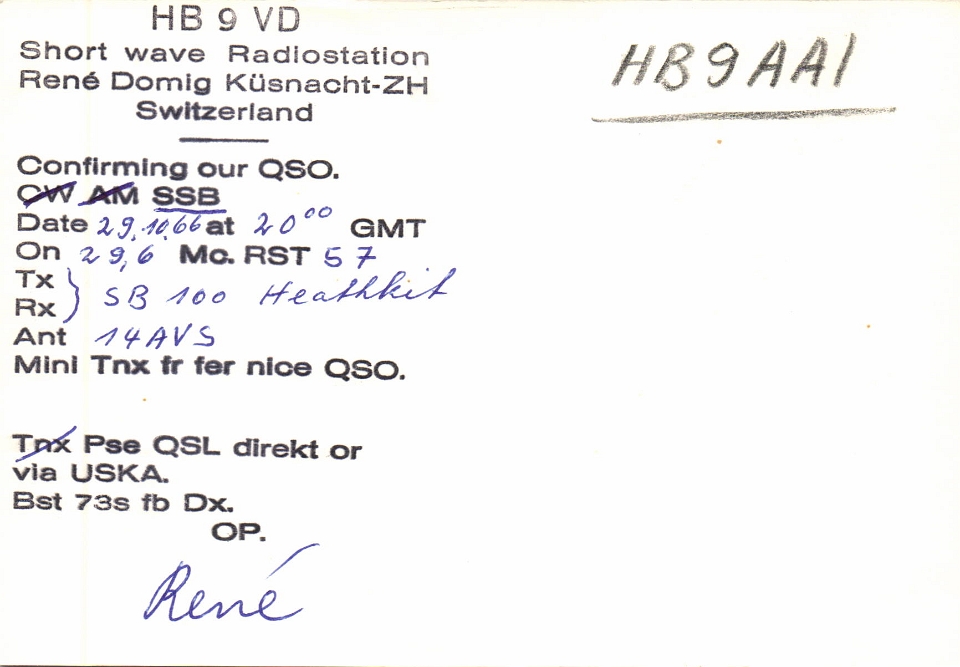 HB 9 VD
Short wave Radiostation
René Domig Küsnacht-ZH
Switzerland
HB9AAI
Confirming our QSO.
CW AM SSB
Date 29.10.66 at 20⁰⁰ GMT
On 29,6 Mc. RST 57
Tx
Rx } SB 100 Heathkit
Ant 14AVS
Mini Tnx fr fer nice QSO.
Tnx Pse QSL direkt or
via USKA.
Bst 73s fb Dx.
OP.
René